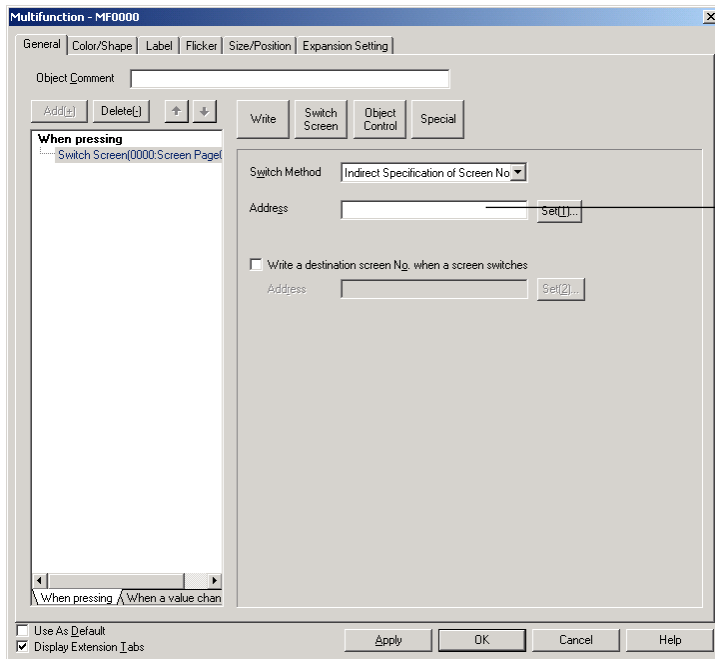 Multifunction - MF0000
General Color/Shape Label Flicker Size/Position Expansion Setting
Object Comment
Add(+) Delete(-)
Write Switch Screen Object Control Special
When pressing
Switch Screen(0000:Screen Page(
Switch Method Indirect Specification of Screen No
Address Set(1)...
Write a destination screen No. when a screen switches
Address Set(2)...
When pressing When a value chan
Use As Default
Display Extension Tabs
Apply OK Cancel Help